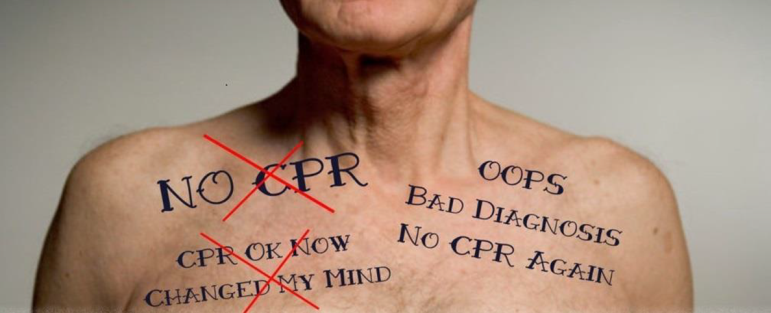 NO CPR
CPR OK NOW
CHANGED MY MIND
OOPS
BAD DIAGNOSIS
NO CPR AGAIN